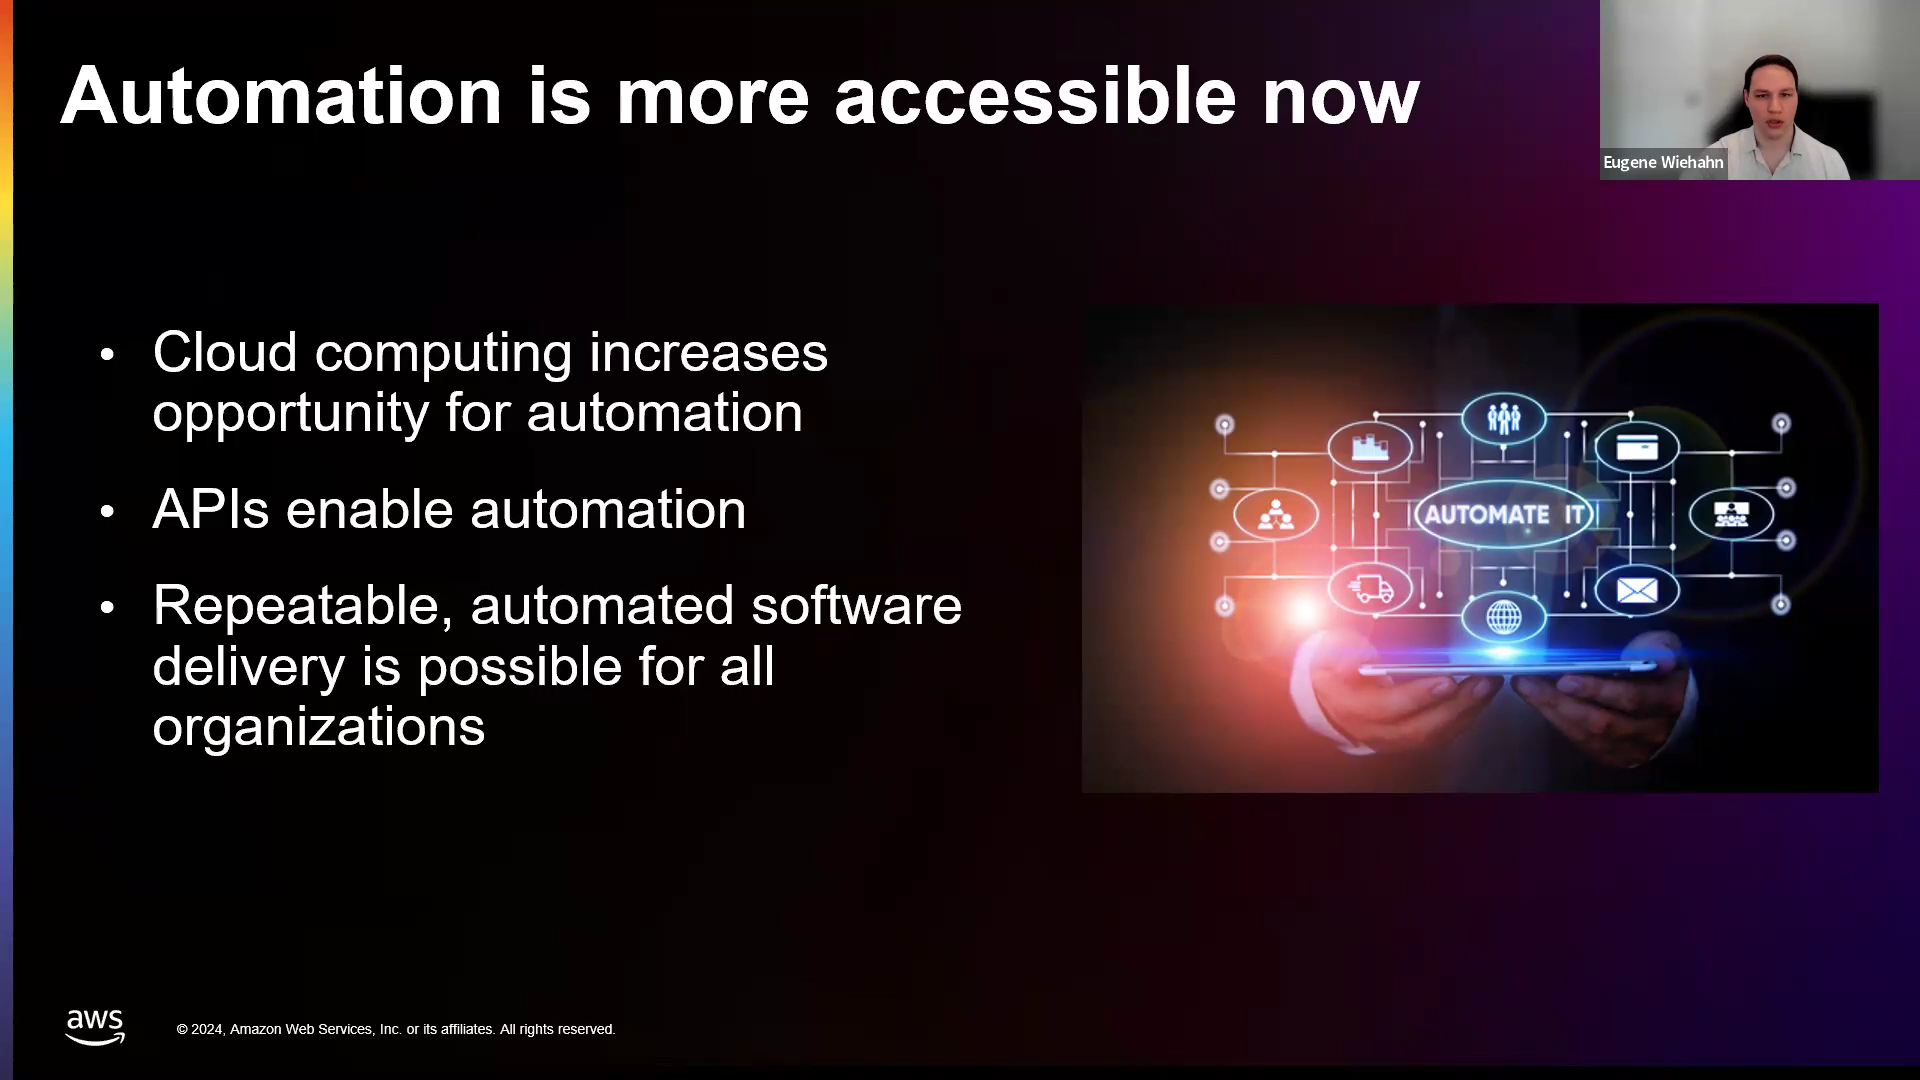 Automation is more accessible now
Eugene Wiehahn
• Cloud computing increases
opportunity for automation
• APIs enable automation
• Repeatable, automated software
delivery is possible for all
organizations
AUTOMATE IT
aws
© 2024, Amazon Web Services, Inc. or its affiliates. All rights reserved.